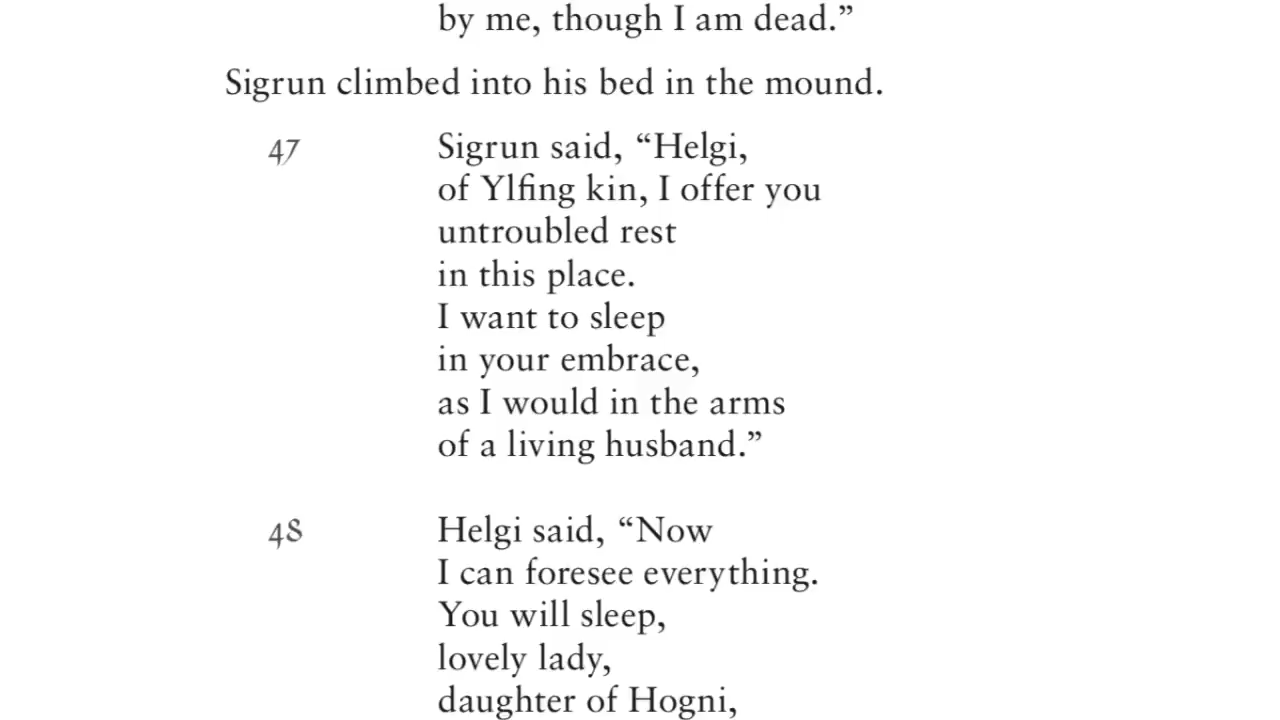 by me, though I am dead.”
Sigrun climbed into his bed in the mound.
47 Sigrun said, “Helgi,
of Ylfing kin, I offer you
untroubled rest
in this place.
I want to sleep
in your embrace,
as I would in the arms
of a living husband.”
48 Helgi said, “Now
I can foresee everything.
You will sleep,
lovely lady,
daughter of Hogni,